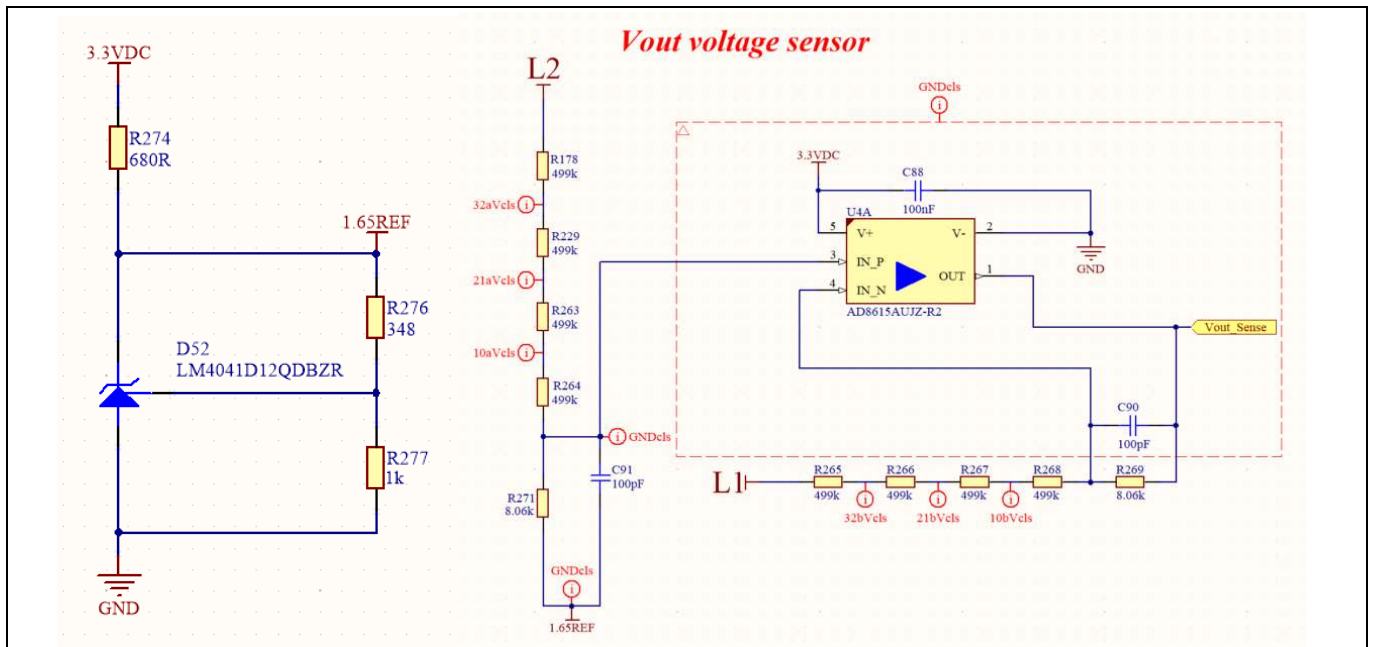 Vout voltage sensor
3.3VDC
R274
680R
1.65REF
R276
348
D52
LM4041D12QDBZR
R277
1k
GND
L2
R178
499k
32aVcls
i
R229
499k
21aVcls
i
R263
499k
10aVcls
i
R264
499k
i
GNDcls
C91
100pF
R271
8.06k
GNDcls
i
1.65REF
GNDcls
i
3.3VDC
C88
100nF
U4A
5
V+
V-
2
3
IN_P
GND
OUT
1
4
IN_N
AD8615AUJZ-R2
Vout_Sense
C90
100pF
L1
R265
R266
R267
R268
R269
499k
499k
499k
499k
8.06k
i
i
i
32bVcls
21bVcls
10bVcls